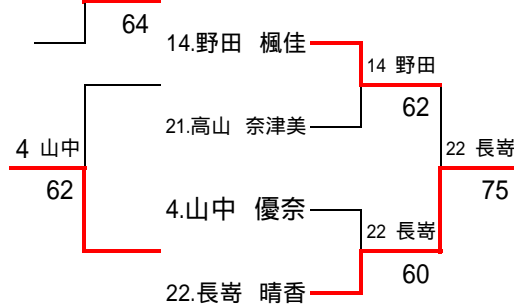 64
14.野田 楓佳
14 野田
21.高山 奈津美
62
4 山中
22 長嵜
62
75
4.山中 優奈
22 長嵜
60
22.長嵜 晴香